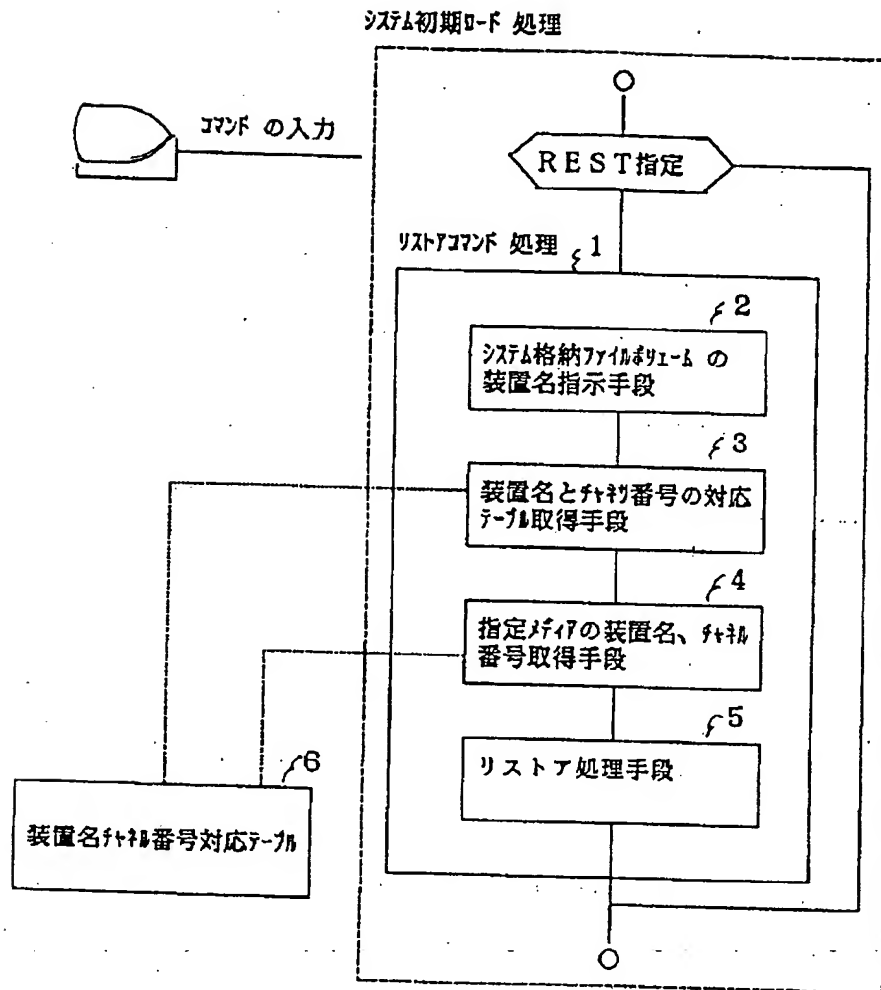 システム初期ロード 処理
コマンド の入力
REST指定
リストアコマンド 処理
1
2
システム格納ファイルボリューム の
装置名指示手段
3
装置名とチャネリ番号の対応
テーブル取得手段
4
指定メディアの装置名、チャネル
番号取得手段
5
リストア処理手段
6
装置名チャネル番号対応テーブル